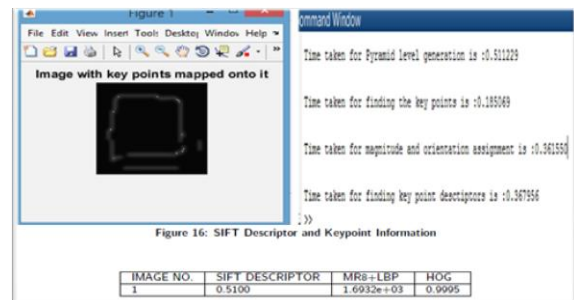 Figure 1
File Edit View Insert Tools Desktop Window Help
Image with key points mapped onto it
ommand Window
Time taken for Pyramid level generation is :0.511229
Time taken for finding the key points is :0.185069
Time taken for magnitude and orientation assignment is :0.361550
Time taken for finding key point descriptors is :0.367956
>>
Figure 16: SIFT Descriptor and Keypoint Information
IMAGE NO. SIFT DESCRIPTOR MR8+LBP HOG
1 0.5100 1.6932e+03 0.9995